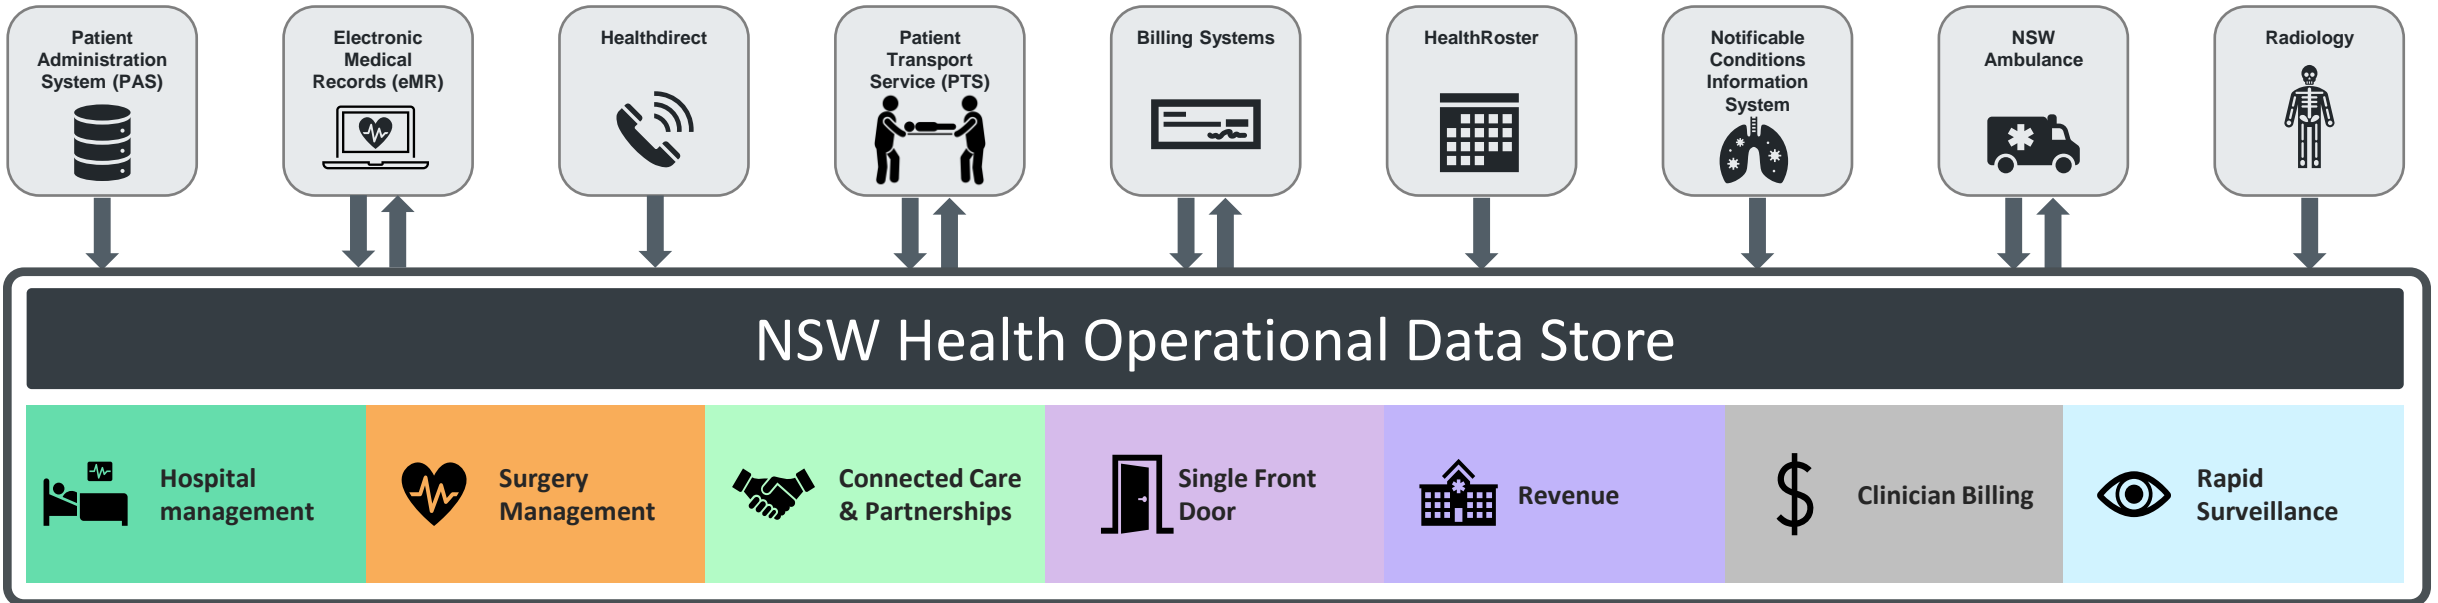 Patient
Administration
System (PAS)
Electronic
Medical
Records (eMR)
Healthdirect
Patient
Transport
Service (PTS)
Billing Systems
HealthRoster
Notificable
Conditions
Information
System
NSW
Ambulance
Radiology
NSW Health Operational Data Store
Hospital
management
Surgery
Management
Connected Care
& Partnerships
Single Front
Door
Revenue
Clinician Billing
Rapid
Surveillance